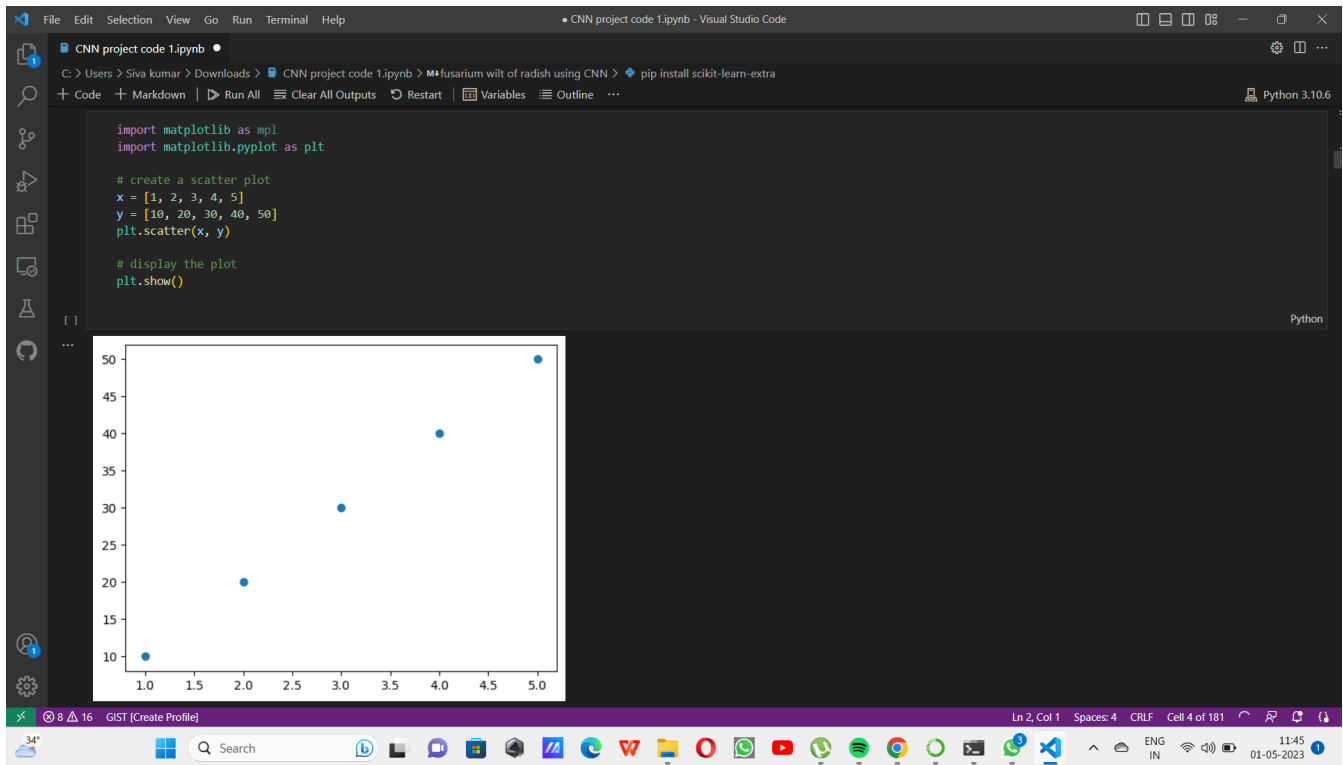 File Edit Selection View Go Run Terminal Help
● CNN project code 1.ipynb - Visual Studio Code
CNN project code 1.ipynb ●
C: > Users > Siva kumar > Downloads > CNN project code 1.ipynb > M↓fusarium wilt of radish using CNN > pip install scikit-learn-extra
+ Code + Markdown | Run All Clear All Outputs Restart | Variables Outline ···
Python 3.10.6
import matplotlib as mpl
import matplotlib.pyplot as plt
# create a scatter plot
x = [1, 2, 3, 4, 5]
y = [10, 20, 30, 40, 50]
plt.scatter(x, y)
# display the plot
plt.show()
[ ]
Python
···
50
45
40
35
30
25
20
15
10
1.0 1.5 2.0 2.5 3.0 3.5 4.0 4.5 5.0
1
1
8 16 GIST [Create Profile]
Ln 2, Col 1 Spaces: 4 CRLF Cell 4 of 181
34°
Search
3
ENG
IN
11:45
01-05-2023
1